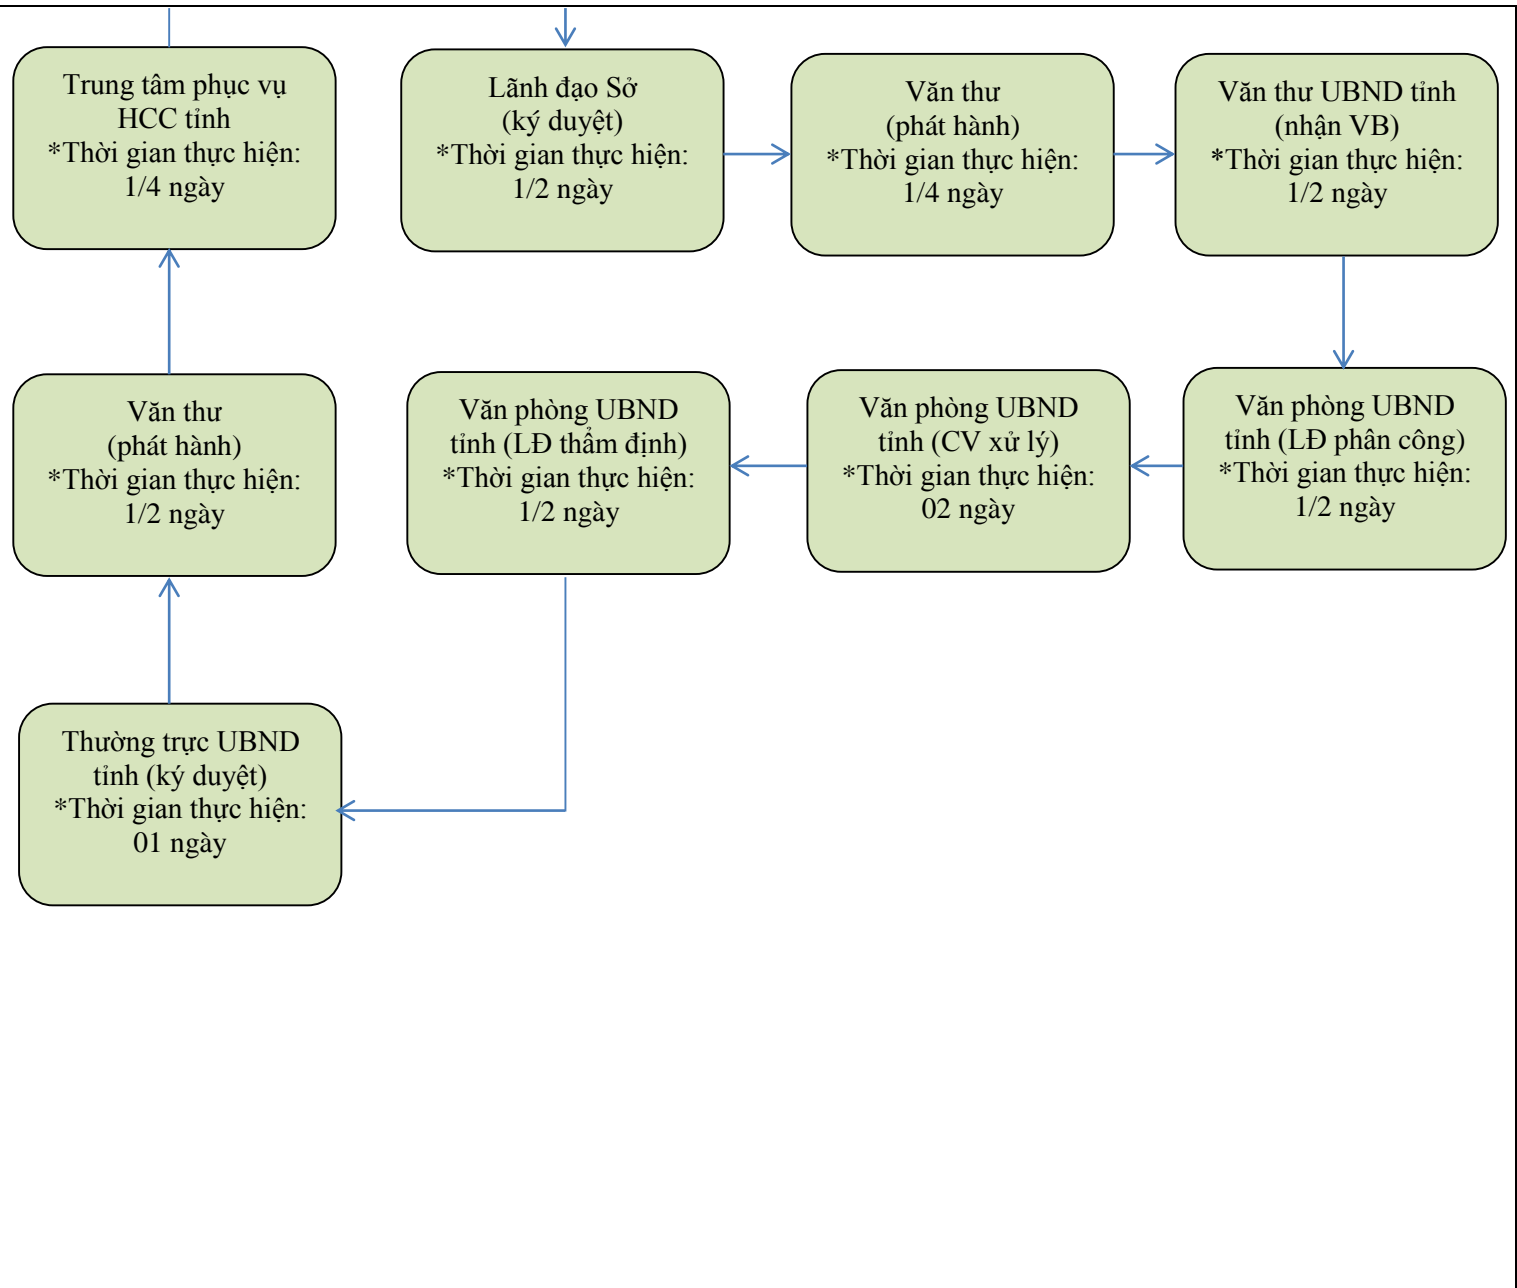 Trung tâm phục vụ
HCC tỉnh
*Thời gian thực hiện:
1/4 ngày
Lãnh đạo Sở
(ký duyệt)
*Thời gian thực hiện:
1/2 ngày
Văn thư
(phát hành)
*Thời gian thực hiện:
1/4 ngày
Văn thư UBND tỉnh
(nhận VB)
*Thời gian thực hiện:
1/2 ngày
Văn thư
(phát hành)
*Thời gian thực hiện:
1/2 ngày
Văn phòng UBND
tỉnh (LĐ thẩm định)
*Thời gian thực hiện:
1/2 ngày
Văn phòng UBND
tỉnh (CV xử lý)
*Thời gian thực hiện:
02 ngày
Văn phòng UBND
tỉnh (LĐ phân công)
*Thời gian thực hiện:
1/2 ngày
Thường trực UBND
tỉnh (ký duyệt)
*Thời gian thực hiện:
01 ngày